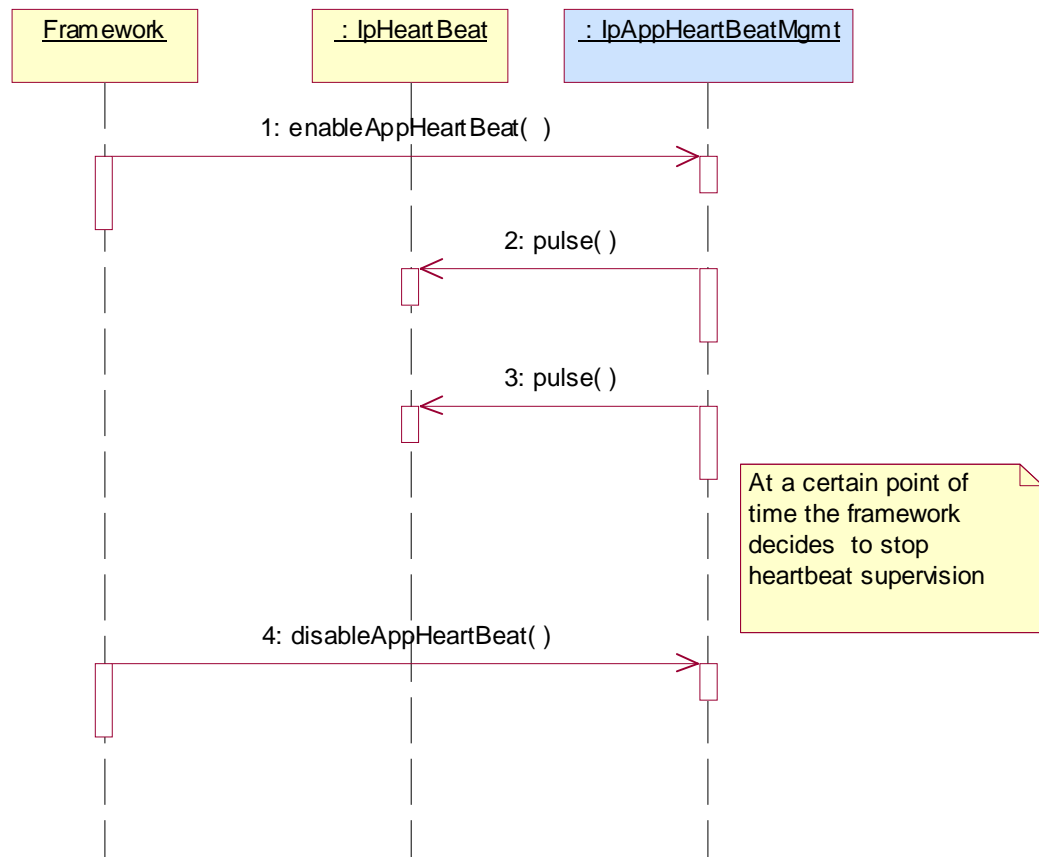 Framework
: IpHeartBeat
: IpAppHeartBeatMgmt
1: enableAppHeartBeat( )
2: pulse( )
3: pulse( )
At a certain point of
time the framework
decides to stop
heartbeat supervision
4: disableAppHeartBeat( )